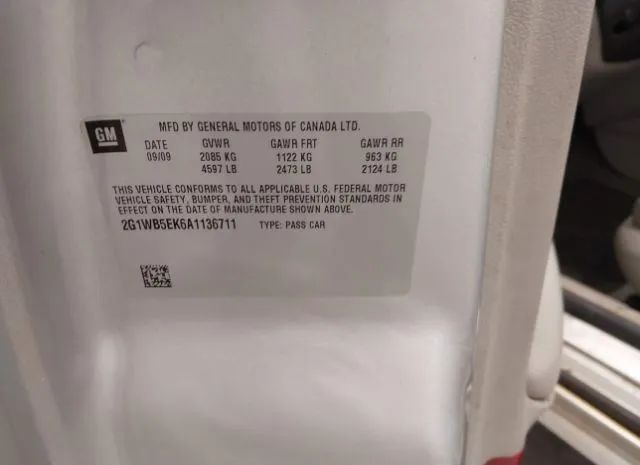 GM
MFD BY GENERAL MOTORS OF CANADA LTD.
DATE GVWR GAWR FRT GAWR RR
09/09 2085 KG 1122 KG 963 KG
4597 LB 2473 LB 2124 LB
THIS VEHICLE CONFORMS TO ALL APPLICABLE U.S. FEDERAL MOTOR
VEHICLE SAFETY, BUMPER, AND THEFT PREVENTION STANDARDS IN
EFFECT ON THE DATE OF MANUFACTURE SHOWN ABOVE.
2G1WB5EK6A1136711 TYPE: PASS CAR